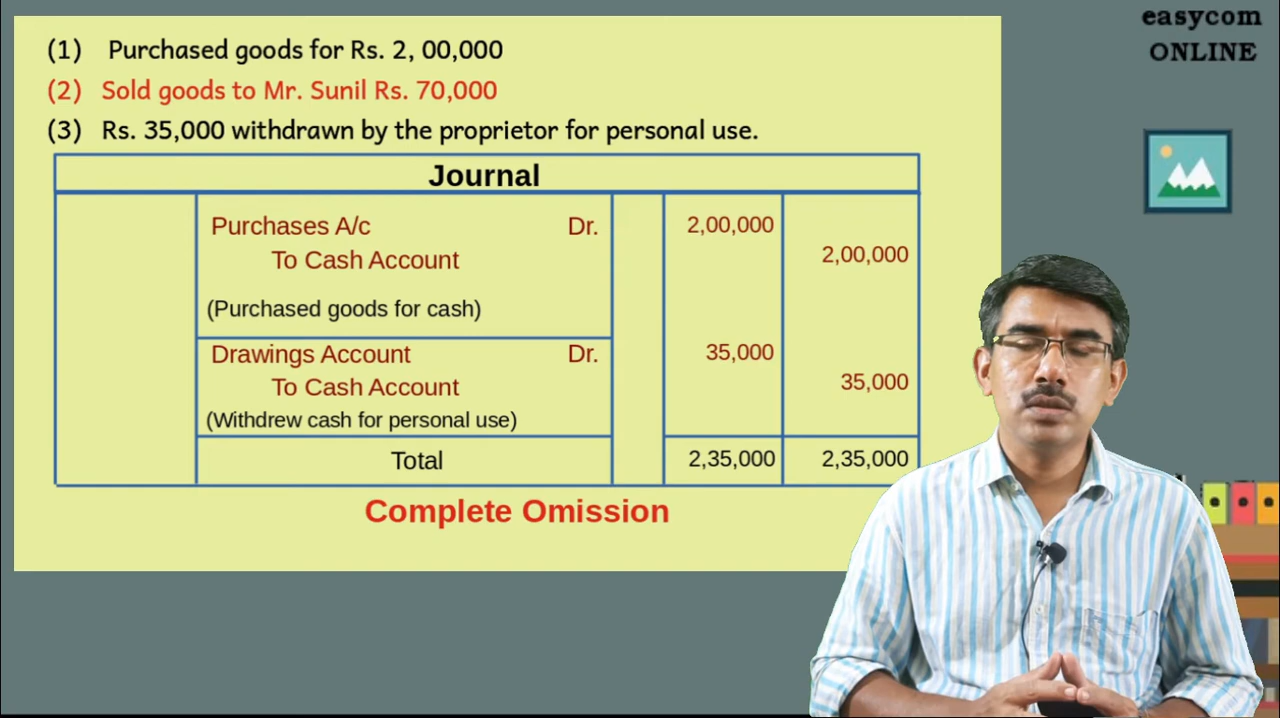 easycom
ONLINE
(1) Purchased goods for Rs. 2, 00,000
(2) Sold goods to Mr. Sunil Rs. 70,000
(3) Rs. 35,000 withdrawn by the proprietor for personal use.
Journal
Purchases A/c Dr. 2,00,000
To Cash Account 2,00,000
(Purchased goods for cash)
Drawings Account Dr. 35,000
To Cash Account 35,000
(Withdrew cash for personal use)
Total 2,35,000 2,35,000
Complete Omission